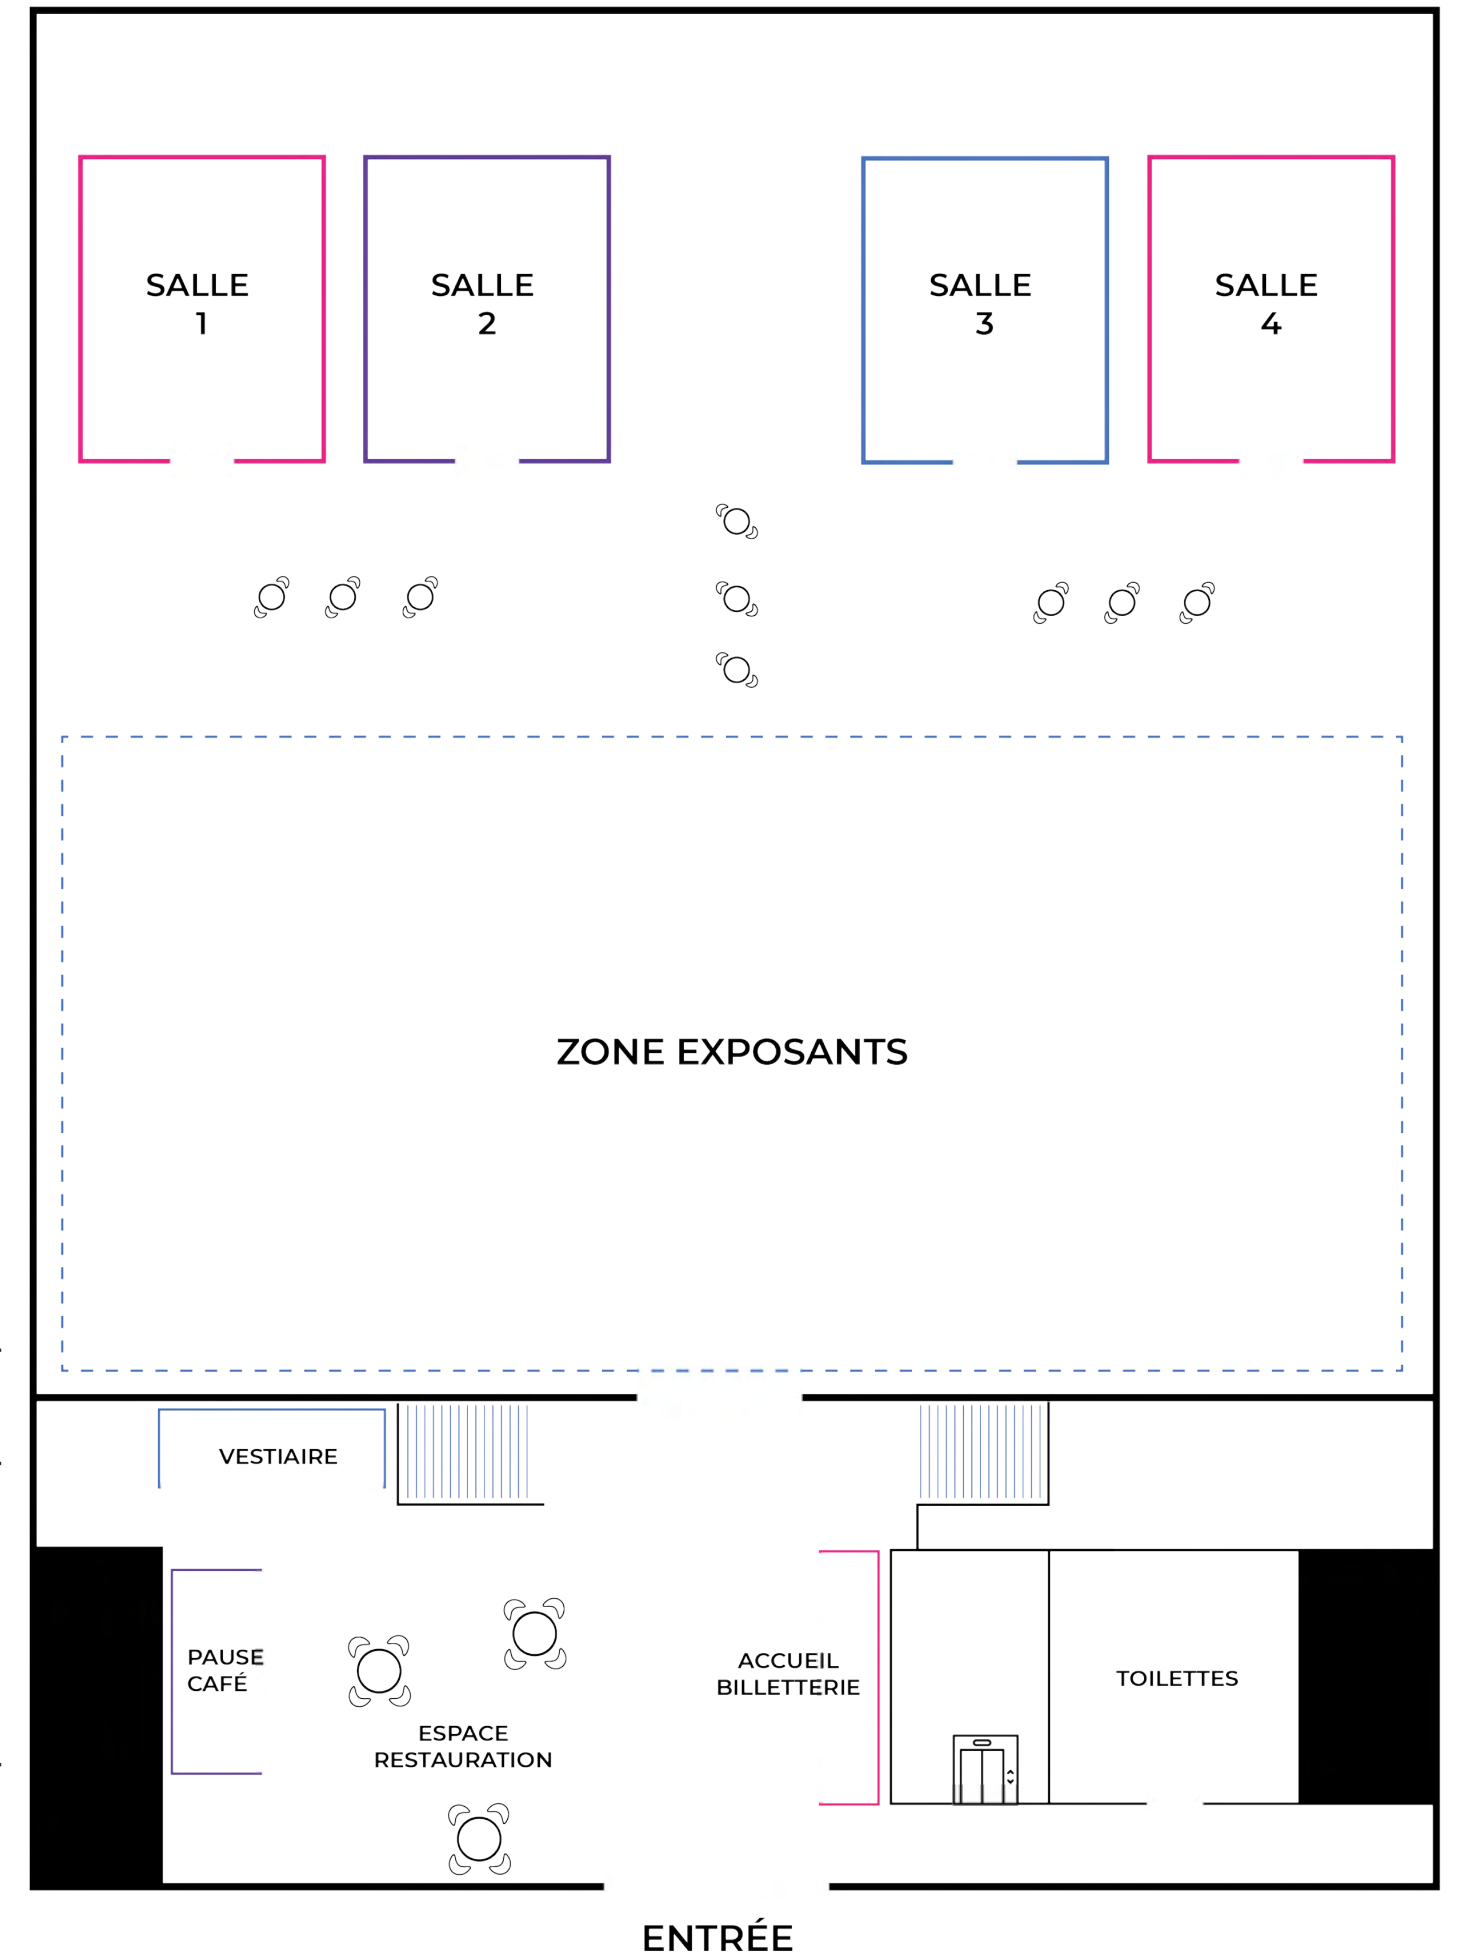 SALLE
1
SALLE
2
SALLE
3
SALLE
4
ZONE EXPOSANTS
VESTIAIRE
PAUSE
CAFÉ
ESPACE
RESTAURATION
ACCUEIL
BILLETTERIE
TOILETTES
ENTRÉE